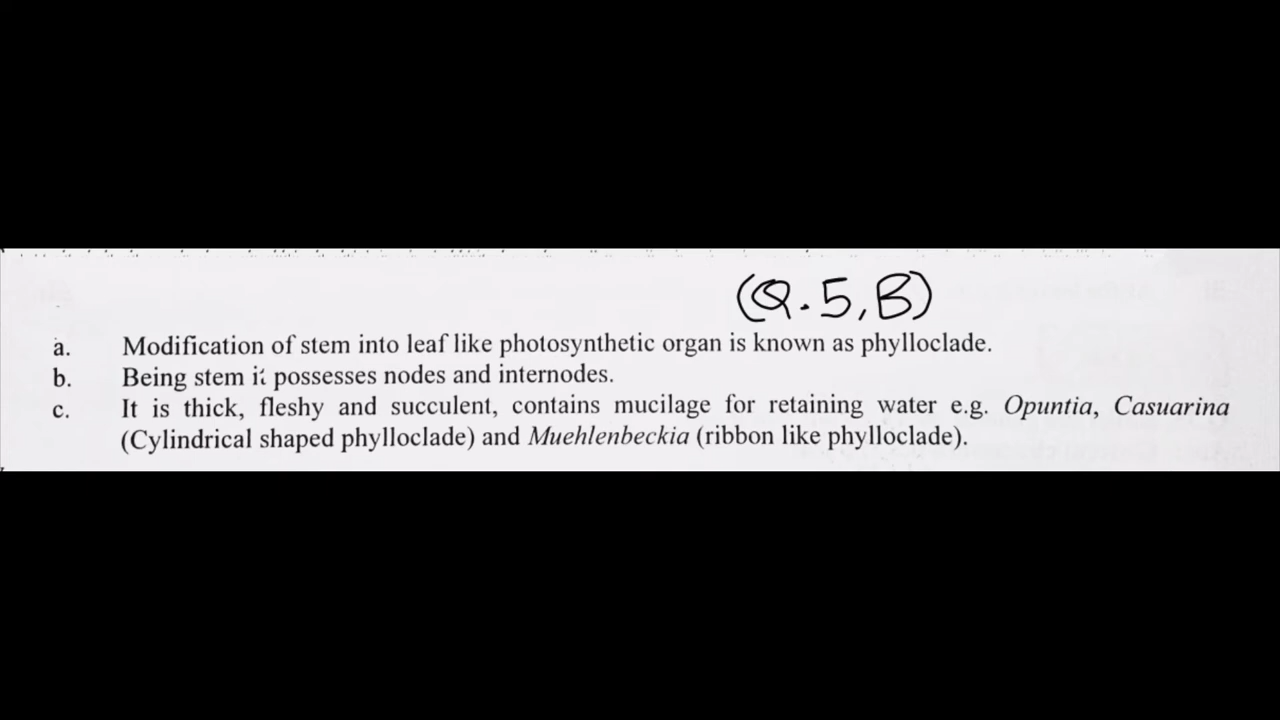 (Q.5,B)
a. Modification of stem into leaf like photosynthetic organ is known as phylloclade.
b. Being stem it possesses nodes and internodes.
c. It is thick, fleshy and succulent, contains mucilage for retaining water e.g. Opuntia, Casuarina
(Cylindrical shaped phylloclade) and Muehlenbeckia (ribbon like phylloclade).